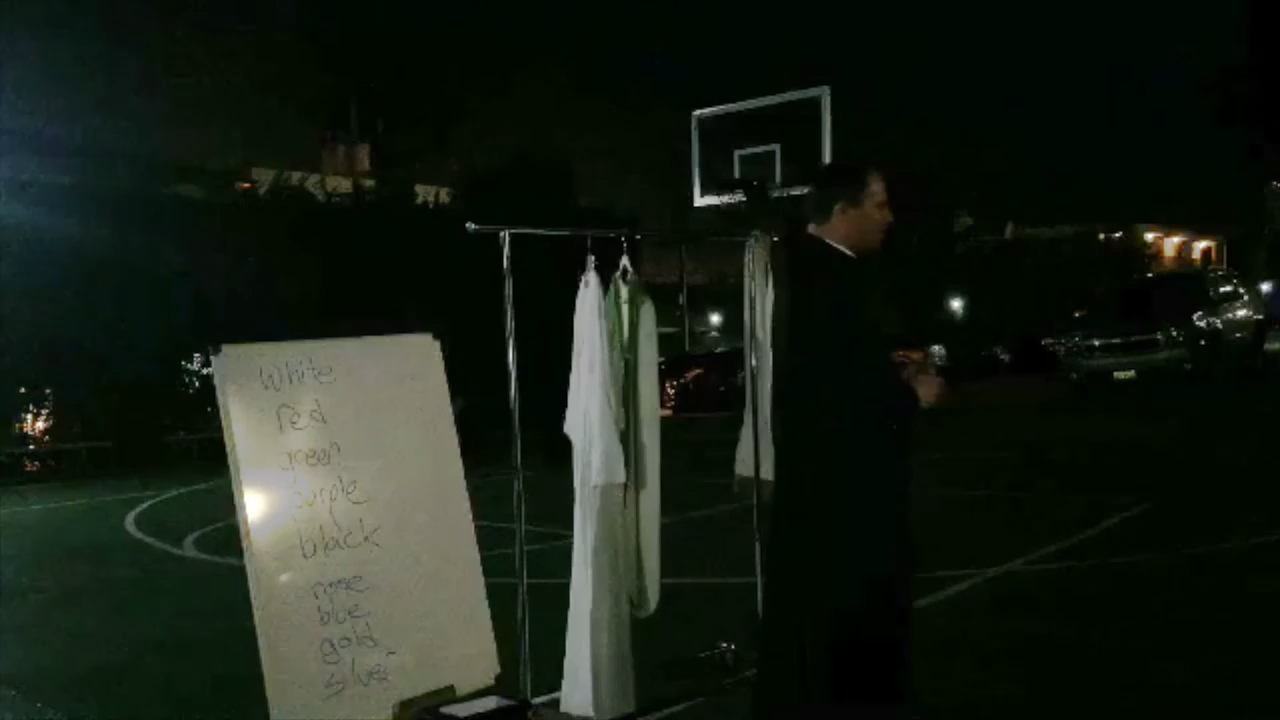 White
red
green
purple
black
rose
blue
gold
silver